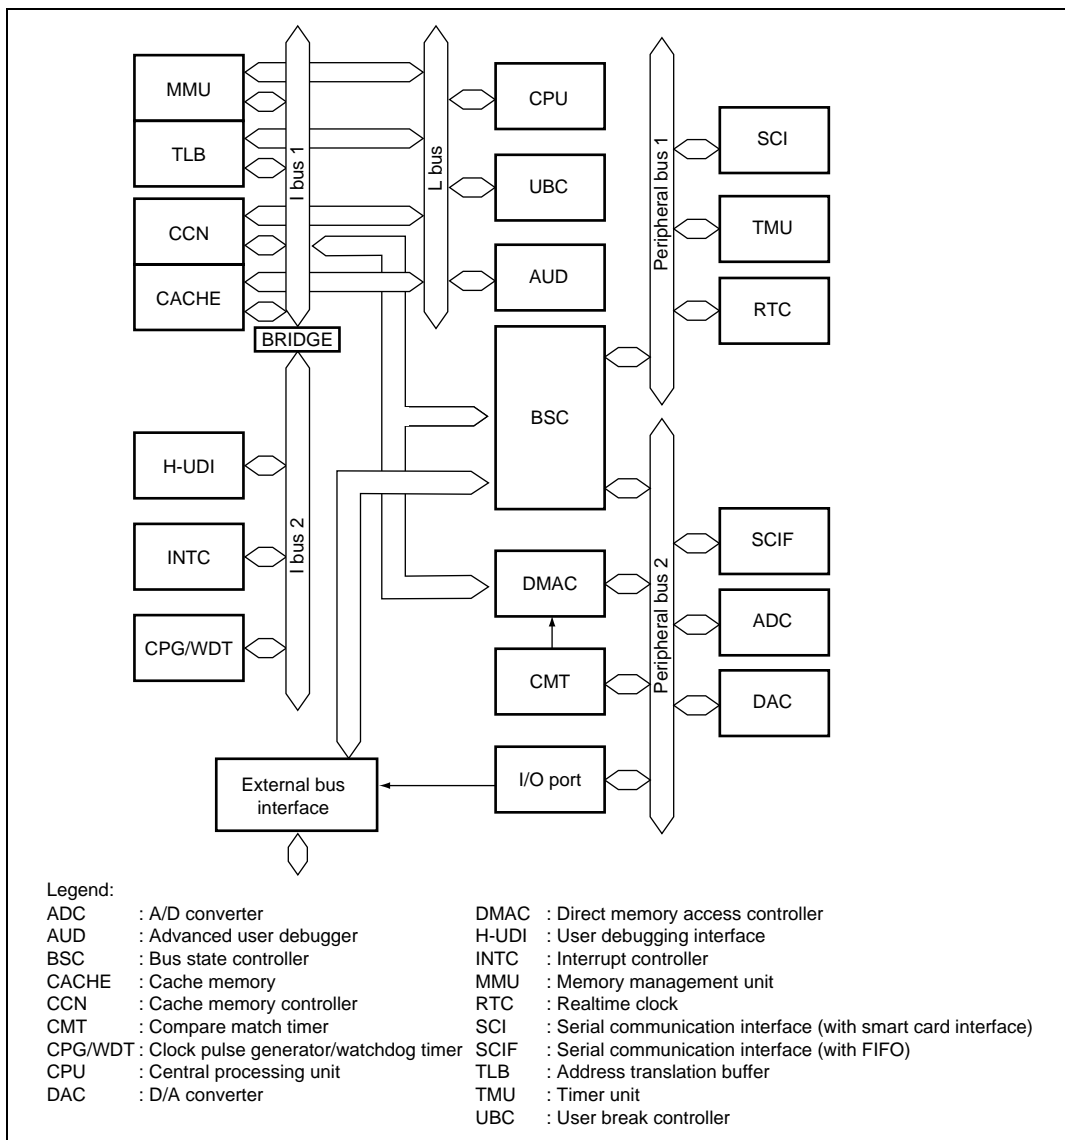 MMU
TLB
CCN
CACHE
I bus 1
BRIDGE
L bus
CPU
UBC
AUD
Peripheral bus 1
SCI
TMU
RTC
BSC
H-UDI
INTC
CPG/WDT
I bus 2
DMAC
CMT
I/O port
Peripheral bus 2
SCIF
ADC
DAC
External bus
interface
Legend:
ADC : A/D converter
AUD : Advanced user debugger
BSC : Bus state controller
CACHE : Cache memory
CCN : Cache memory controller
CMT : Compare match timer
CPG/WDT : Clock pulse generator/watchdog timer
CPU : Central processing unit
DAC : D/A converter
DMAC : Direct memory access controller
H-UDI : User debugging interface
INTC : Interrupt controller
MMU : Memory management unit
RTC : Realtime clock
SCI : Serial communication interface (with smart card interface)
SCIF : Serial communication interface (with FIFO)
TLB : Address translation buffer
TMU : Timer unit
UBC : User break controller